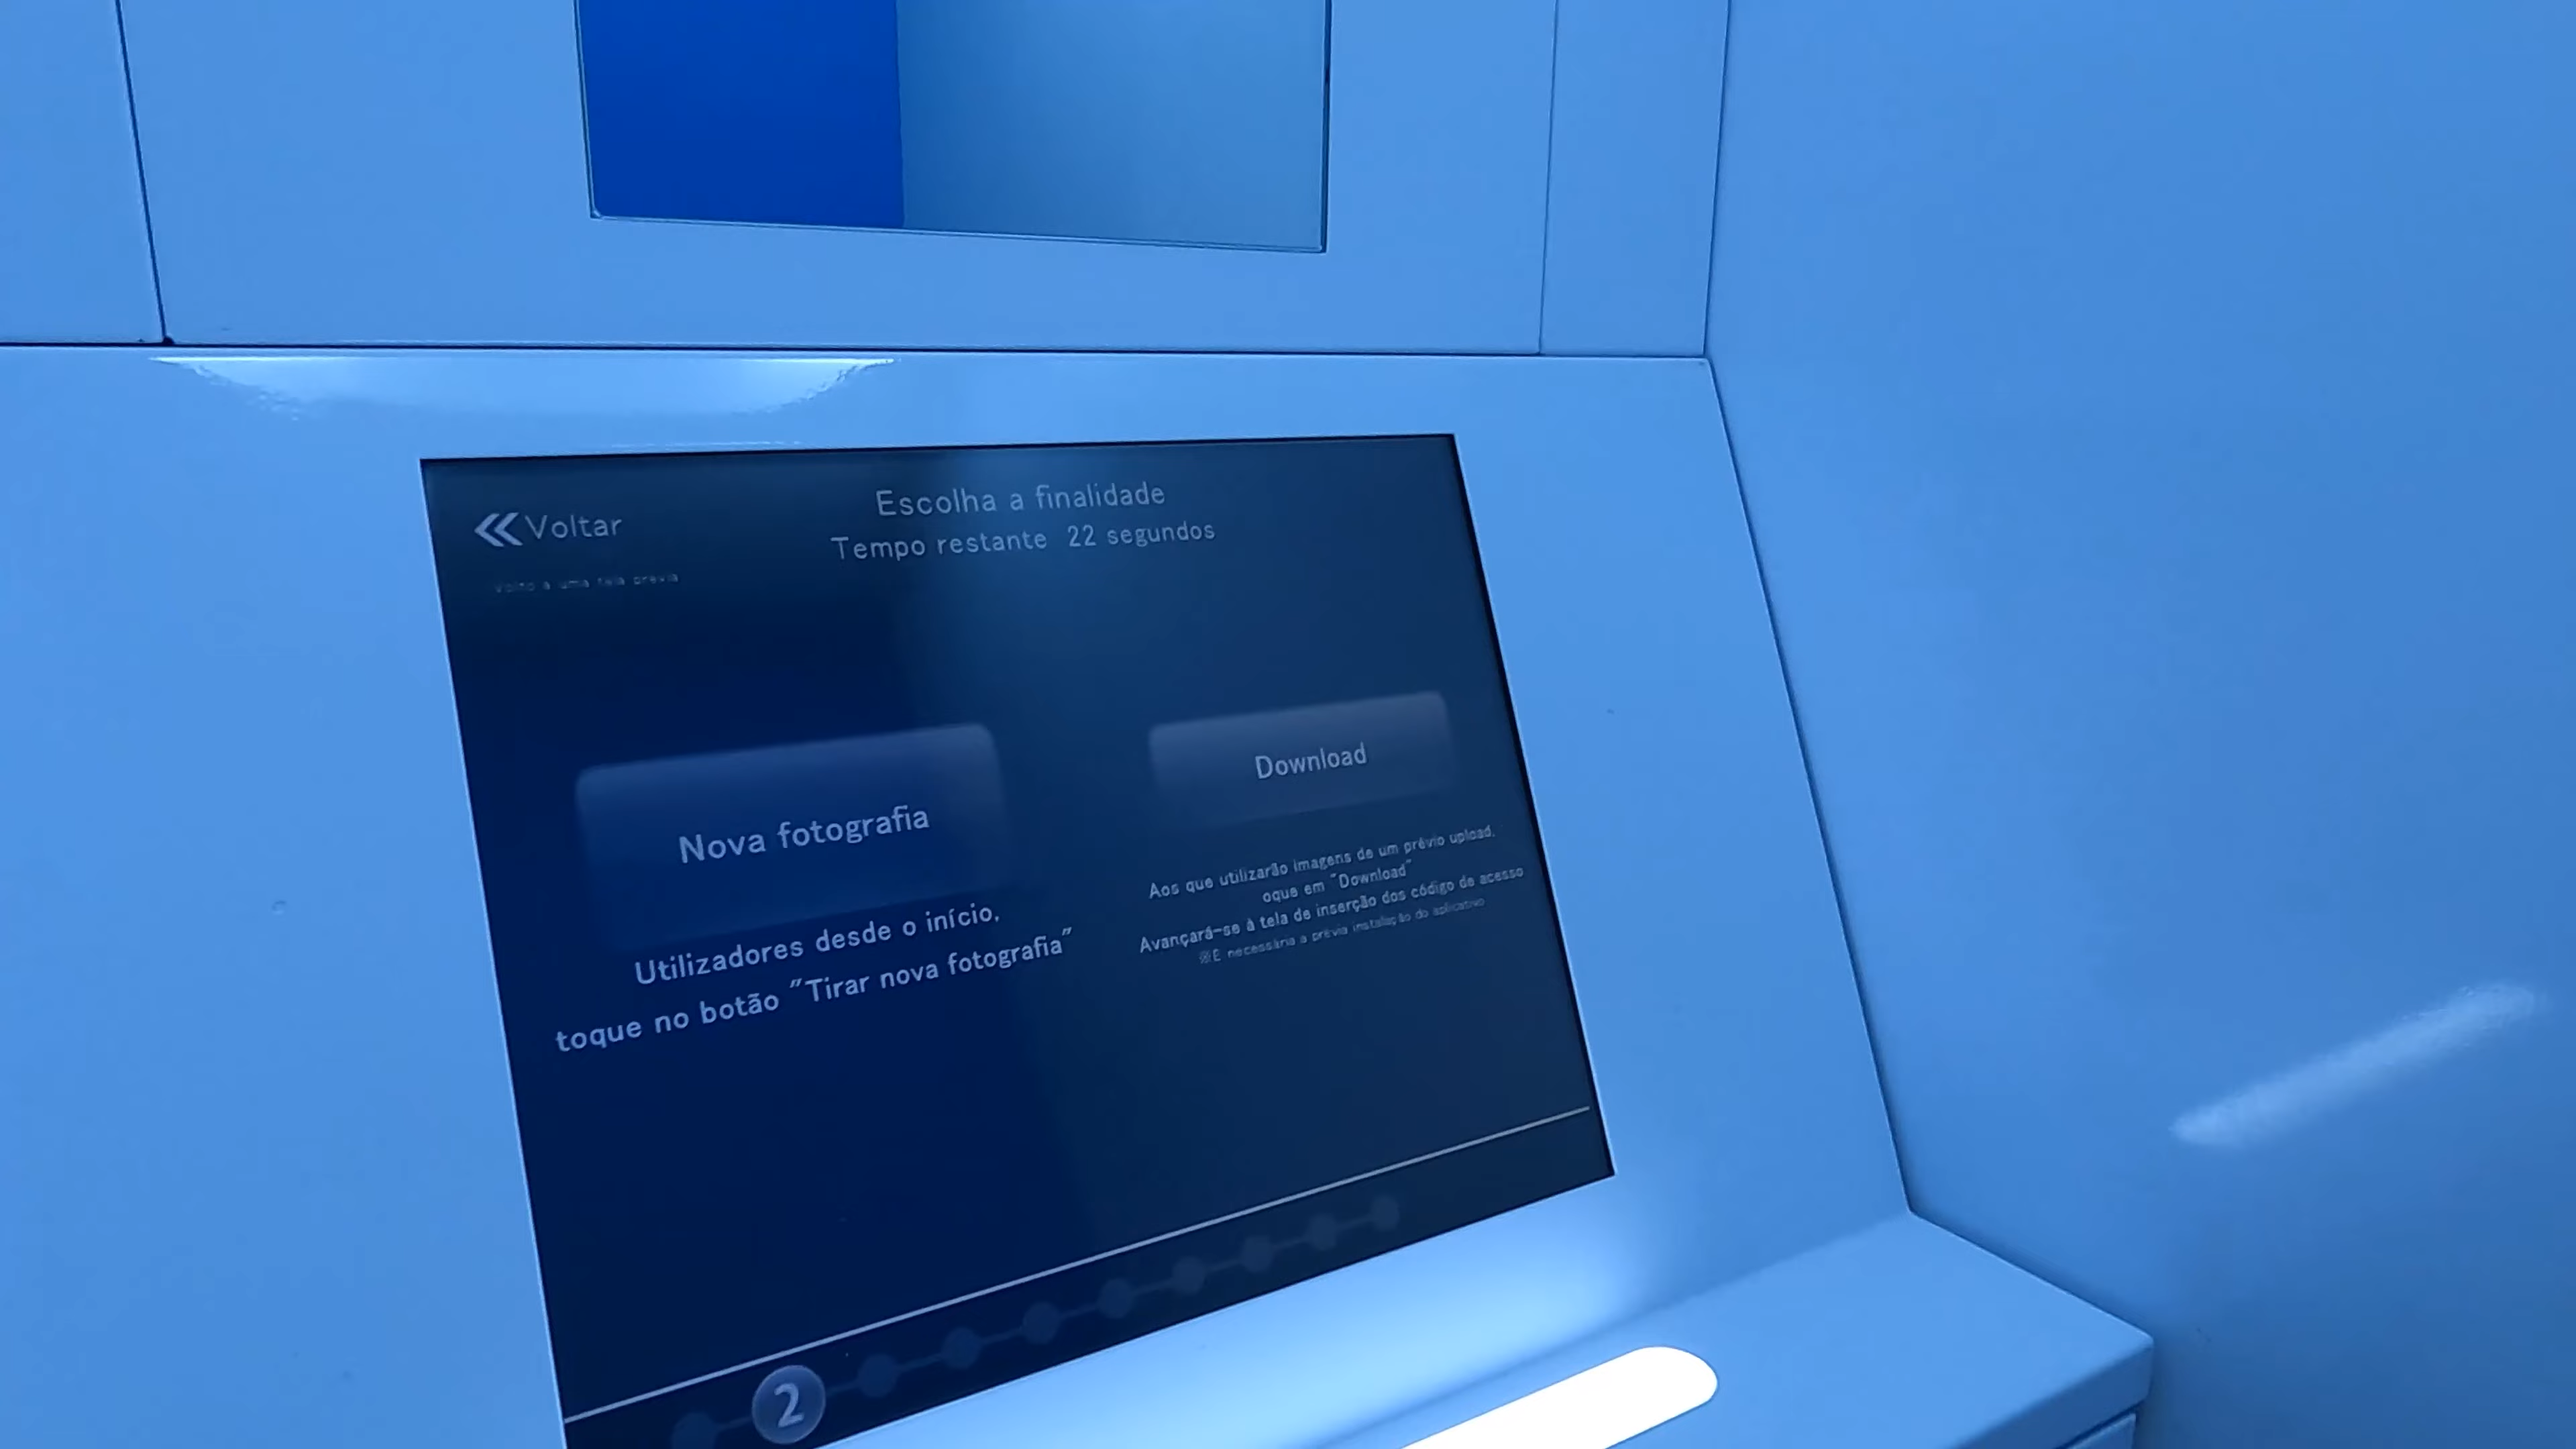 Voltar
Escolha a finalidade
Tempo restante 22 segundos
Volto a uma tela prévia
Nova fotografia
Utilizadores desde o início,
toque no botão "Tirar nova fotografia"
Download
Aos que utilizarão imagens de um prévio upload,
oque em "Download"
Avançará-se à tela de inserção dos código de acesso
※É necessária a prévia instalação do aplicativo
2